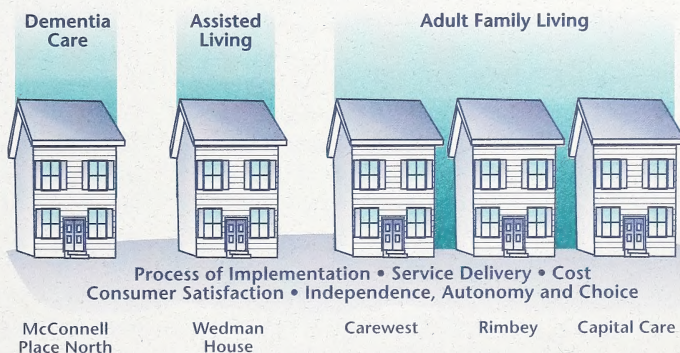 Dementia
Care
Assisted
Living
Adult Family Living
Process of Implementation • Service Delivery • Cost
Consumer Satisfaction • Independence, Autonomy and Choice
McConnell
Place North
Wedman
House
Carewest
Rimbey
Capital Care